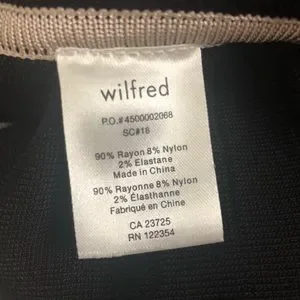 wilfred
P.O.#4500002068
SC#18
90% Rayon 8% Nylon
2% Elastane
Made in China
90% Rayonne 8% Nylon
2% Élasthanne
Fabriqué en Chine
CA 23725
RN 122354